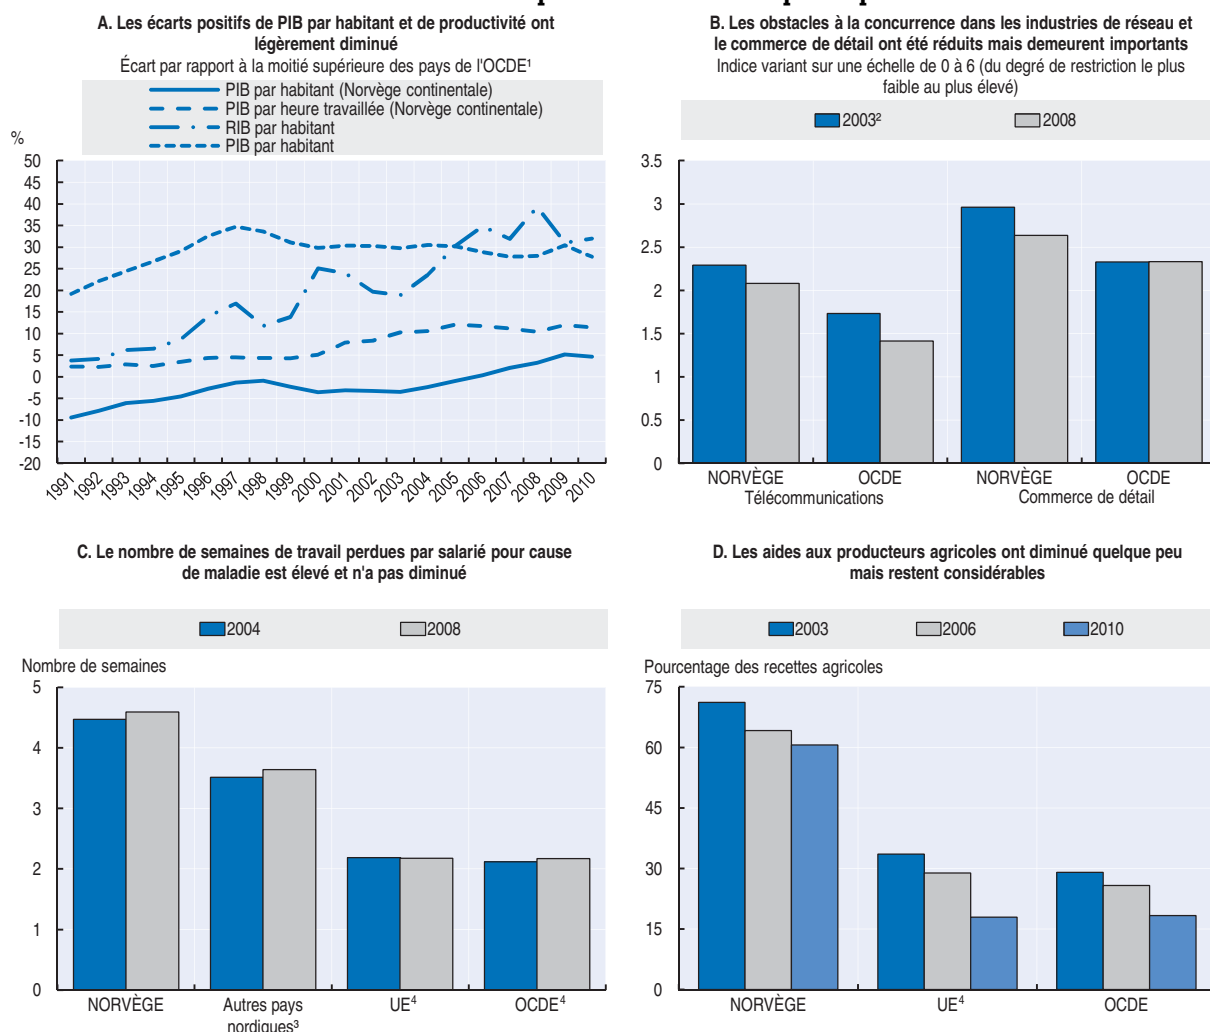 A. Les écarts positifs de PIB par habitant et de productivité ont
légèrement diminué
Écart par rapport à la moitié supérieure des pays de l'OCDE¹
PIB par habitant (Norvège continentale)
PIB par heure travaillée (Norvège continentale)
RIB par habitant
PIB par habitant
%
50
45
40
35
30
25
20
15
10
5
0
-5
-10
-15
-20
1991 1992 1993 1994 1995 1996 1997 1998 1999 2000 2001 2002 2003 2004 2005 2006 2007 2008 2009 2010
B. Les obstacles à la concurrence dans les industries de réseau et
le commerce de détail ont été réduits mais demeurent importants
Indice variant sur une échelle de 0 à 6 (du degré de restriction le plus
faible au plus élevé)
2003² 2008
3.5
3
2.5
2
1.5
1
0.5
0
NORVÈGE OCDE NORVÈGE OCDE
Télécommunications Commerce de détail
C. Le nombre de semaines de travail perdues par salarié pour cause
de maladie est élevé et n'a pas diminué
2004 2008
Nombre de semaines
5
4
3
2
1
0
NORVÈGE Autres pays UE⁴ OCDE⁴
nordiques³
D. Les aides aux producteurs agricoles ont diminué quelque peu
mais restent considérables
2003 2006 2010
Pourcentage des recettes agricoles
75
60
45
30
15
0
NORVÈGE UE⁴ OCDE